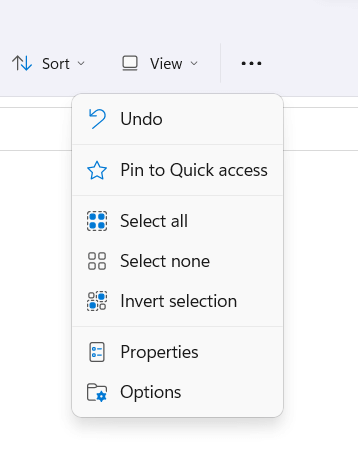 Sort View
Undo
Pin to Quick access
Select all
Select none
Invert selection
Properties
Options